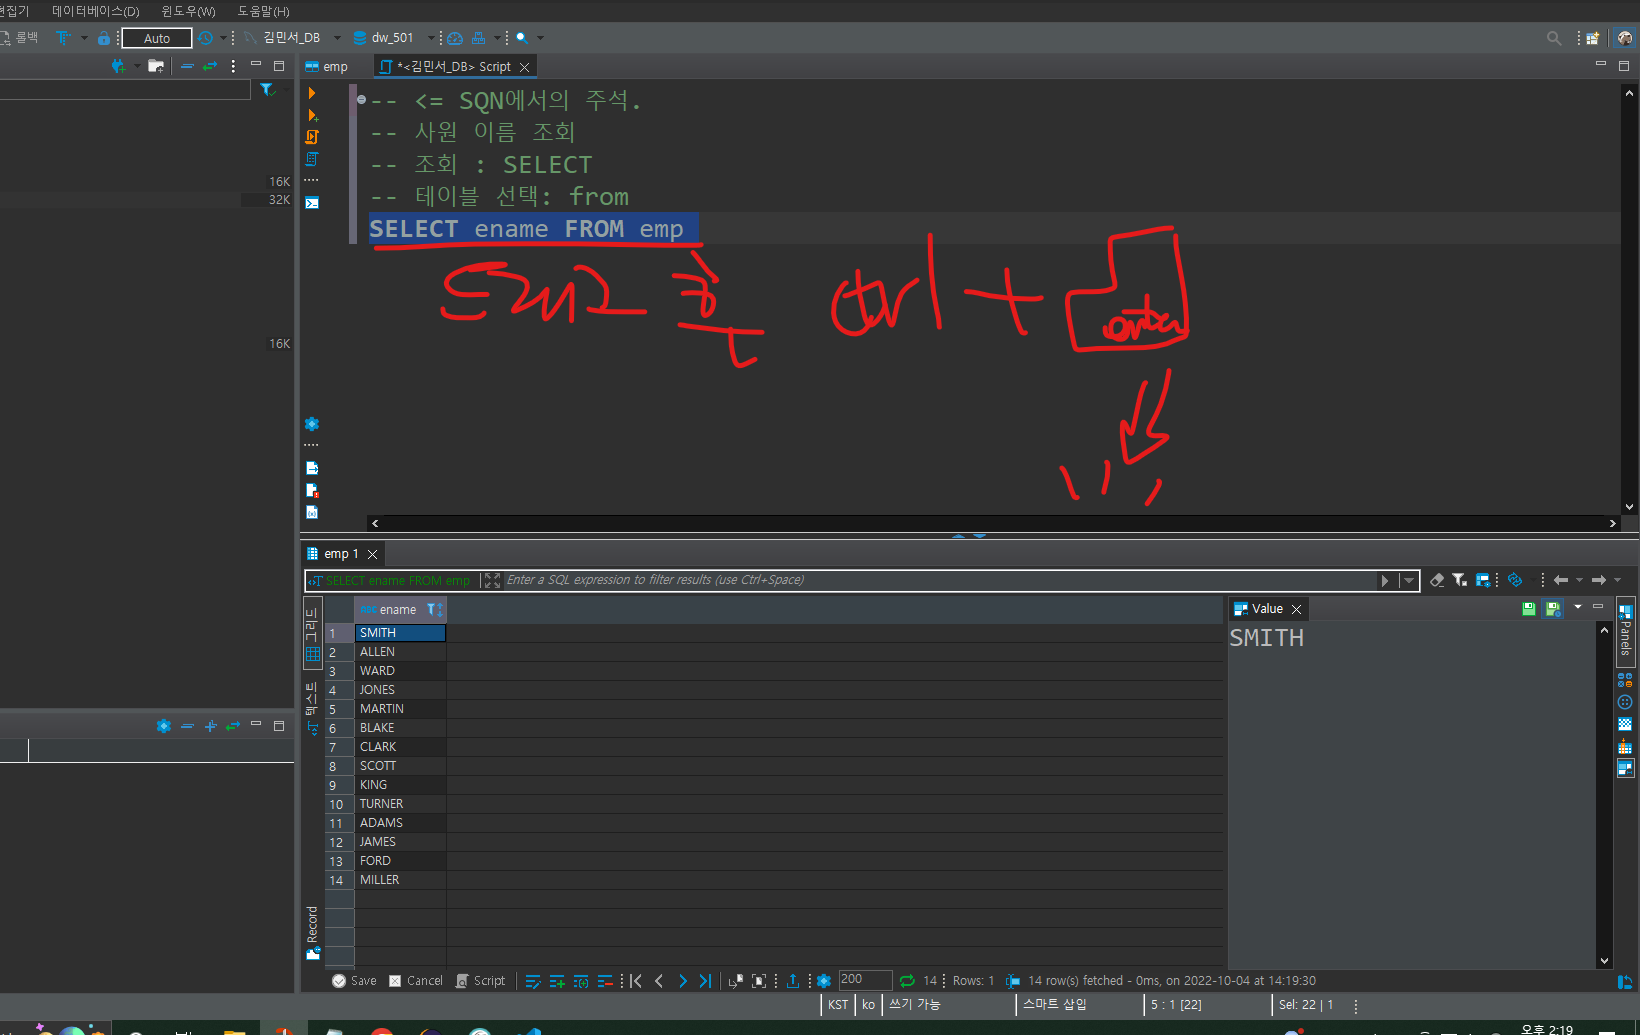 편집기 데이터베이스(D) 윈도우(W) 도움말(H)
롤백 Auto 김민서_DB dw_501
emp *<김민서_DB> Script
-- <= SQN에서의 주석.
-- 사원 이름 조회
-- 조회 : SELECT
-- 테이블 선택: from
SELECT ename FROM emp
16K
32K
16K
ctrl + enter
emp 1
SELECT ename FROM emp Enter a SQL expression to filter results (use Ctrl+Space)
그리드
텍스트
Record
ABC ename
1 SMITH
2 ALLEN
3 WARD
4 JONES
5 MARTIN
6 BLAKE
7 CLARK
8 SCOTT
9 KING
10 TURNER
11 ADAMS
12 JAMES
13 FORD
14 MILLER
Value
SMITH
Panels
Save Cancel Script 200 14 Rows: 1 14 row(s) fetched - 0ms, on 2022-10-04 at 14:19:30
KST ko 쓰기 가능 스마트 삽입 5 : 1 [22] Sel: 22 | 1
오후 2:19